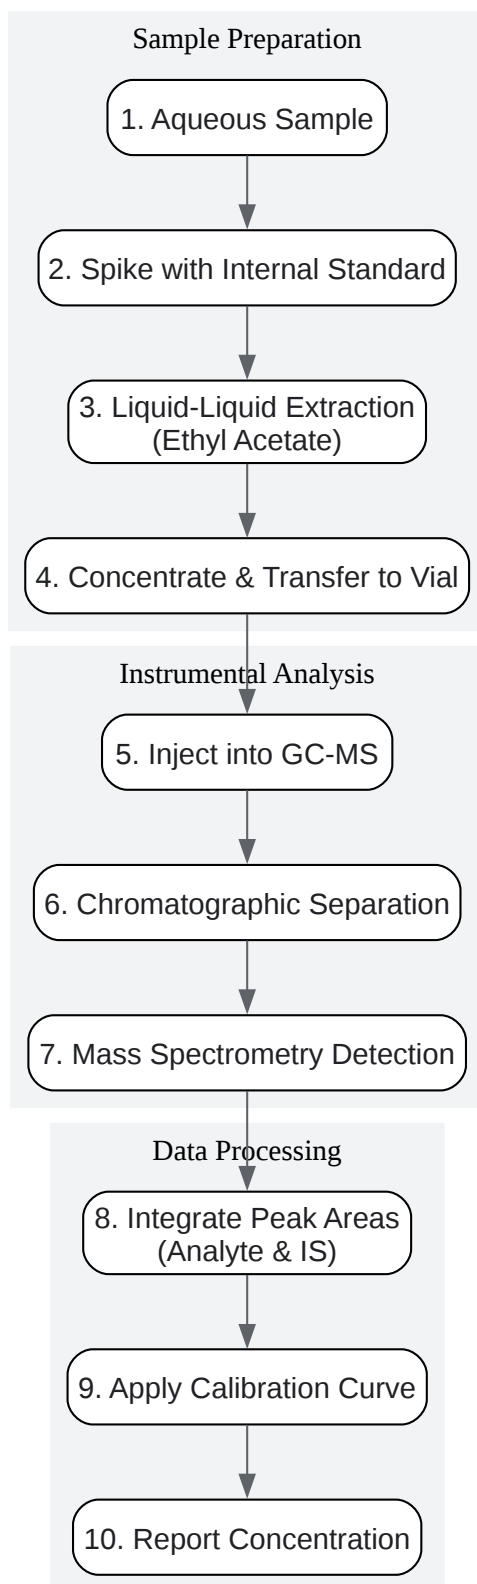 Sample Preparation
1. Aqueous Sample
2. Spike with Internal Standard
3. Liquid-Liquid Extraction
(Ethyl Acetate)
4. Concentrate & Transfer to Vial
Instrumental Analysis
5. Inject into GC-MS
6. Chromatographic Separation
7. Mass Spectrometry Detection
Data Processing
8. Integrate Peak Areas
(Analyte & IS)
9. Apply Calibration Curve
10. Report Concentration